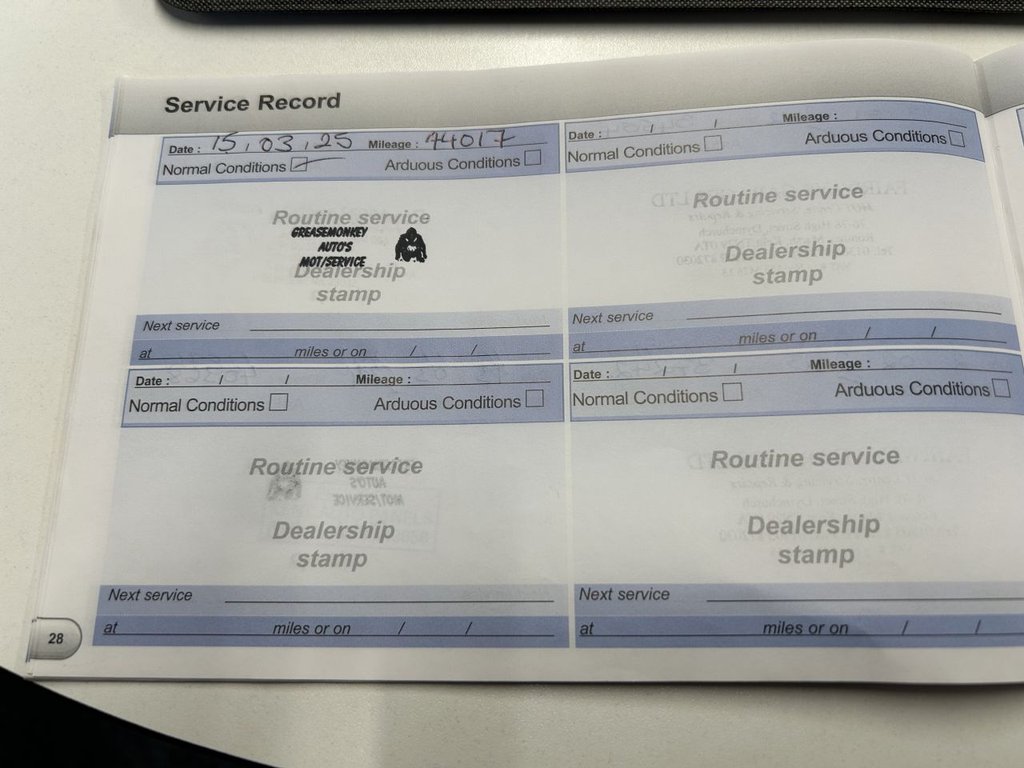 Service Record
Date : 15 / 03 / 25 Mileage : 44017
Normal Conditions Arduous Conditions
Routine service
GREASEMONKEY
AUTO'S
MOT/SERVICE
Dealership
stamp
Next service
at miles or on / /
Date : / / Mileage :
Normal Conditions Arduous Conditions
Routine service
Dealership
stamp
Next service
at miles or on / /
Date : / / Mileage :
Normal Conditions Arduous Conditions
Routine service
Dealership
stamp
Next service
at miles or on / /
Date : / / Mileage :
Normal Conditions Arduous Conditions
Routine service
Dealership
stamp
Next service
at miles or on / /
28